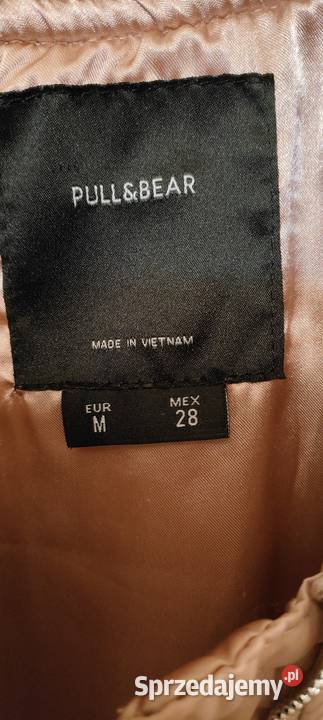 PULL&BEAR
MADE IN VIETNAM
EUR MEX
M 28
Sprzedajemy.pl